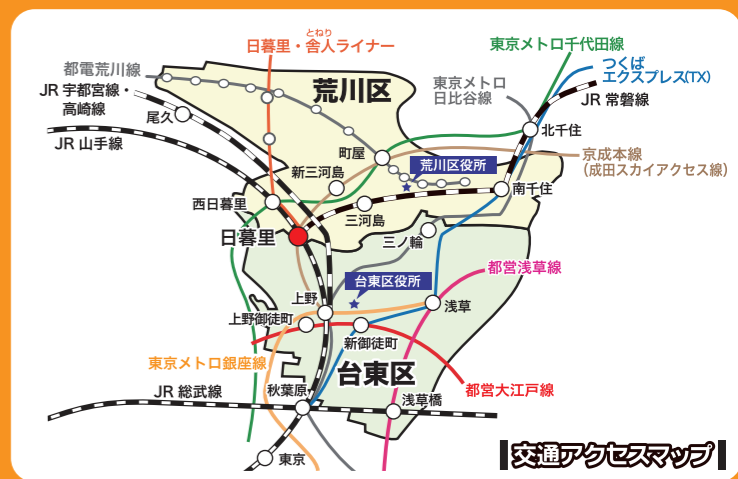 とねり
日暮里・舎人ライナー
東京メトロ千代田線
都電荒川線
つくば
エクスプレス(TX)
JR 宇都宮線・
高崎線
荒川区
東京メトロ
日比谷線
JR 常磐線
尾久
JR 山手線
町屋
北千住
荒川区役所
京成本線
(成田スカイアクセス線)
新三河島
南千住
西日暮里
三河島
日暮里
三ノ輪
都営浅草線
台東区役所
上野
浅草
上野御徒町
新御徒町
東京メトロ銀座線
台東区
JR 総武線
秋葉原
都営大江戸線
浅草橋
東京
交通アクセスマップ